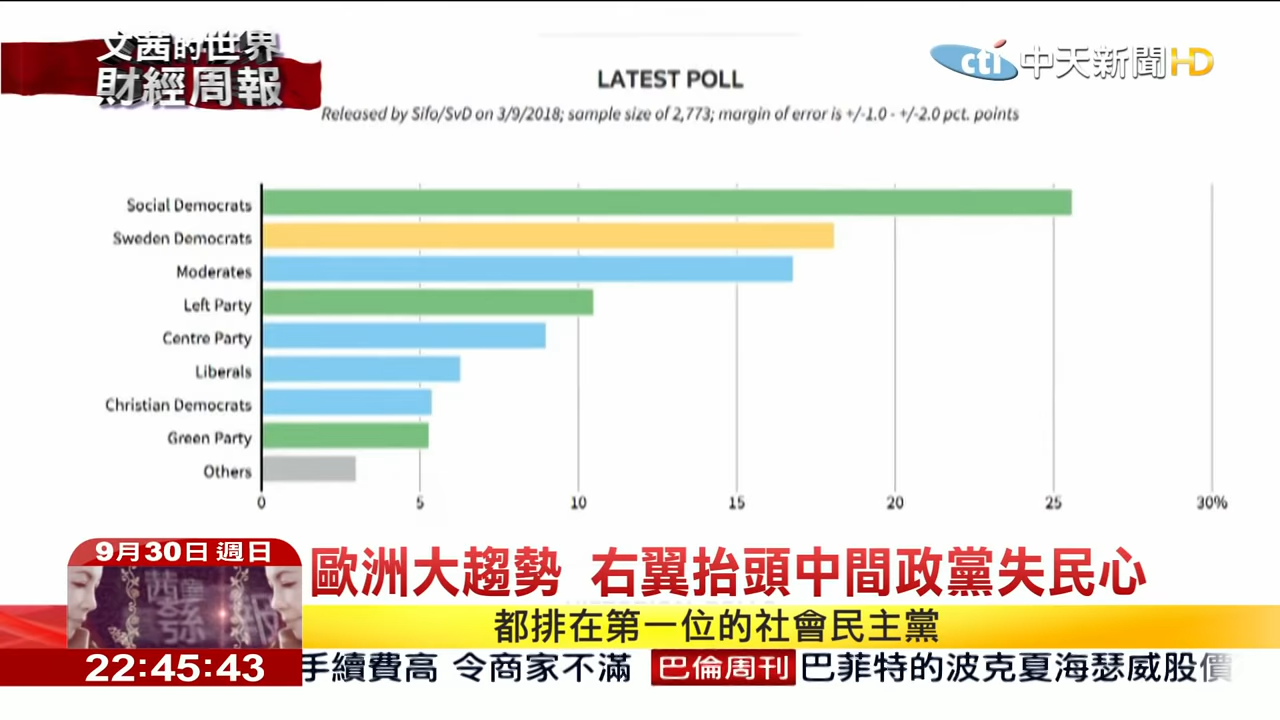 文茜的世界
財經周報
cti 中天新聞HD
LATEST POLL
Released by Sifo/SvD on 3/9/2018; sample size of 2,773; margin of error is +/-1.0 - +/-2.0 pct. points
Social Democrats
Sweden Democrats
Moderates
Left Party
Centre Party
Liberals
Christian Democrats
Green Party
Others
0 5 10 15 20 25 30%
9月30日 週日
歐洲大趨勢 右翼抬頭中間政黨失民心
都排在第一位的社會民主黨
22:45:43
手續費高 令商家不滿 巴倫周刊 巴菲特的波克夏海瑟威股價